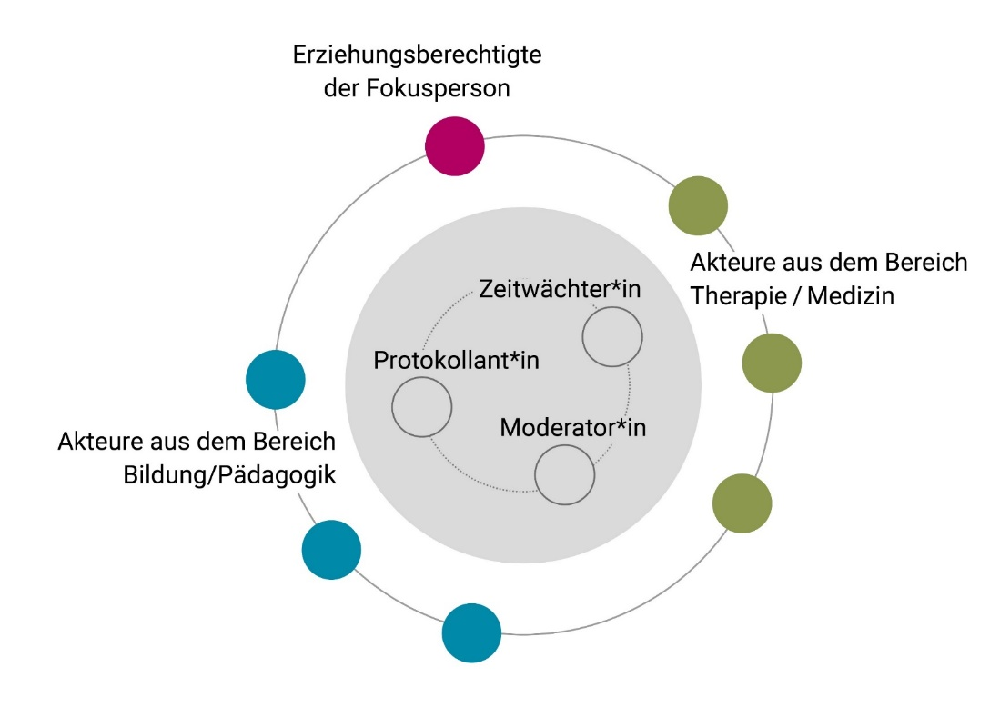 Erziehungsberechtigte
der Fokusperson
Akteure aus dem Bereich
Therapie / Medizin
Zeitwächter*in
Protokollant*in
Moderator*in
Akteure aus dem Bereich
Bildung/Pädagogik